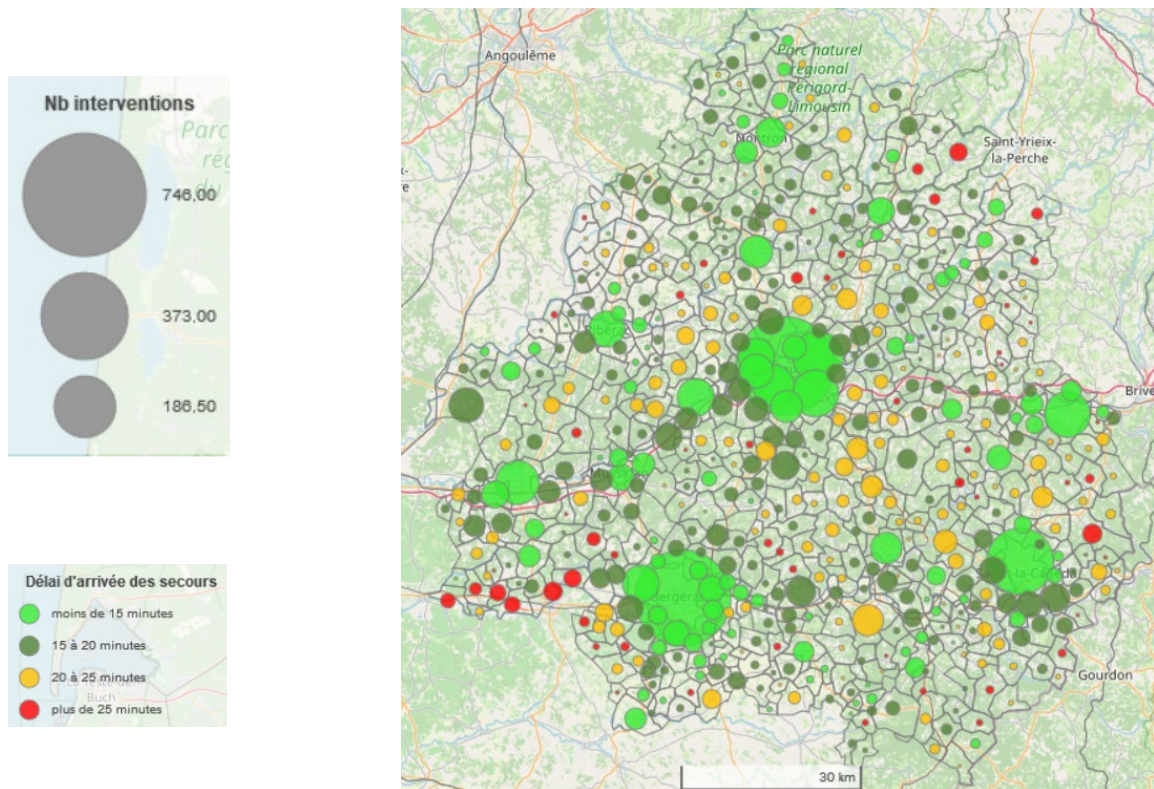 Nb interventions
746,00
373,00
186,50
Délai d'arrivée des secours
moins de 15 minutes
15 à 20 minutes
20 à 25 minutes
plus de 25 minutes
Buch
Angoulême
Parc naturel
régional
Périgord-
Limousin
Nontron
Saint-Yrieix-
la-Perche
Ribérac
Brive
Bergerac
Gourdon
30 km